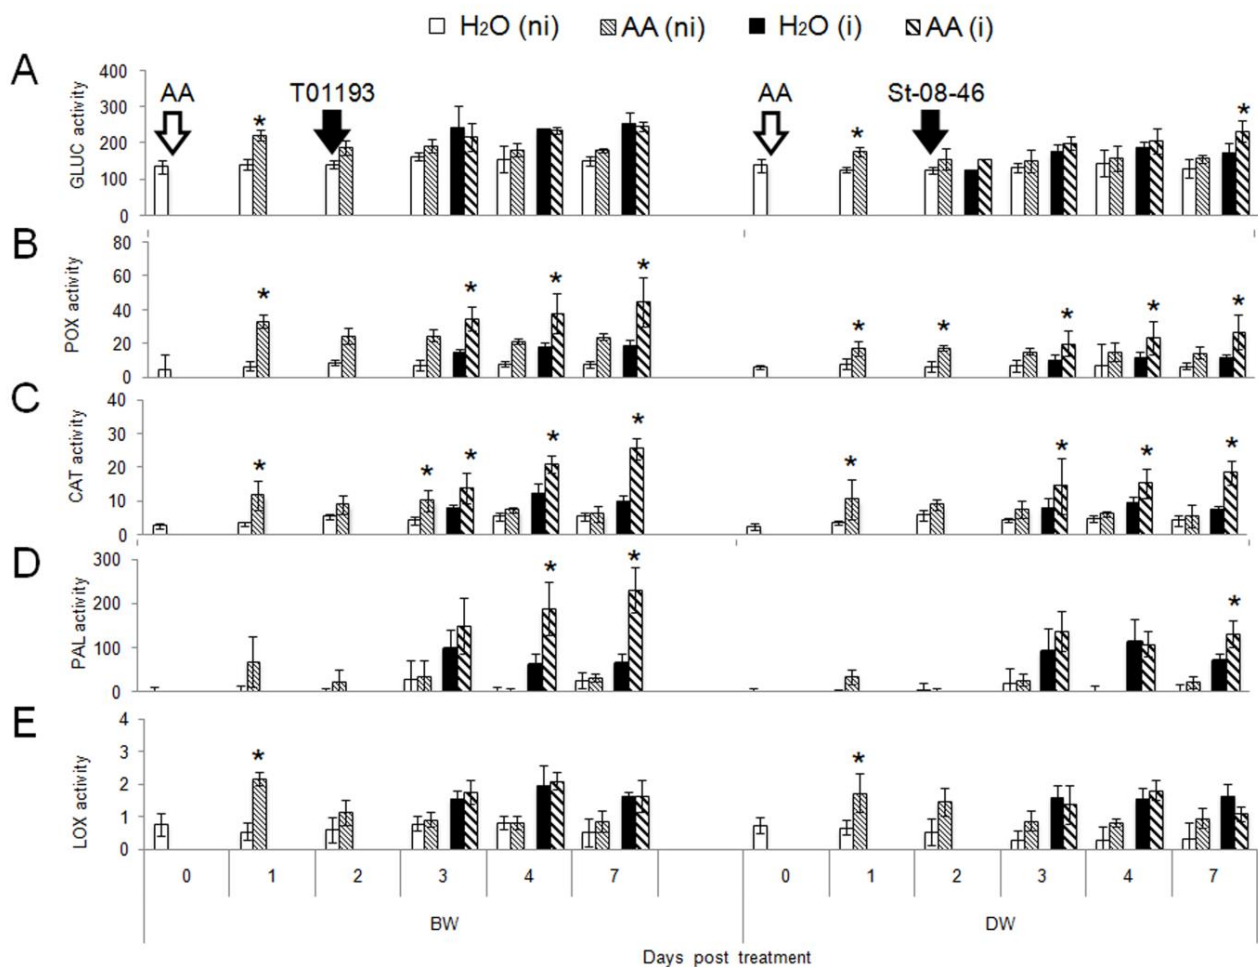 H2O (ni) AA (ni) H2O (i) AA (i)
A
GLUC activity
400
300
200
100
0
AA
T01193
*
AA
St-08-46
*
*
B
POX activity
80
60
40
20
0
*
*
*
*
*
*
*
*
*
C
CAT activity
40
30
20
10
0
*
*
*
*
*
*
*
*
*
D
PAL activity
300
200
100
0
*
*
*
E
LOX activity
4
3
2
1
0
*
*
0 1 2 3 4 7 0 1 2 3 4 7
BW DW
Days post treatment